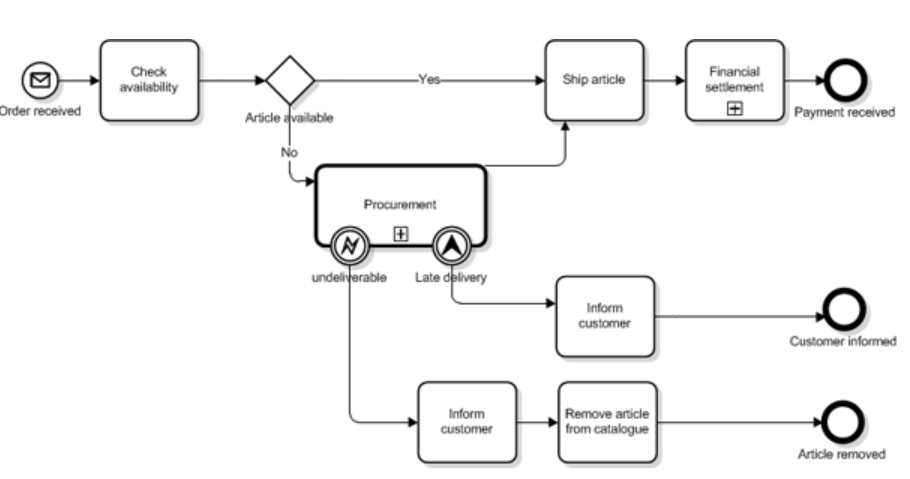 Check
availability
Yes
Ship article
Financial
settlement
Order received
Article available
Payment received
No
Procurement
undeliverable
Late delivery
Inform
customer
Customer informed
Inform
customer
Remove article
from catalogue
Article removed